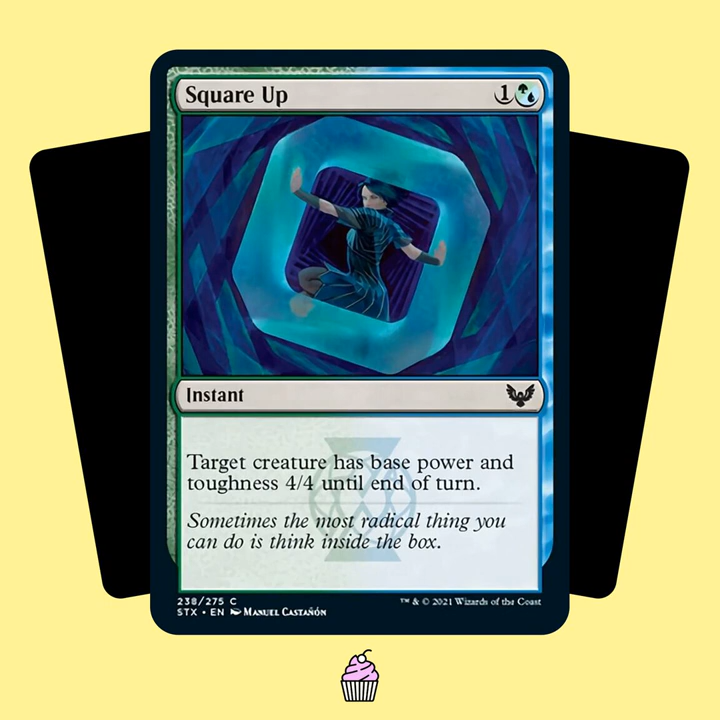 Square Up 1
Instant
Target creature has base power and
toughness 4/4 until end of turn.
Sometimes the most radical thing you
can do is think inside the box.
238/275 C
STX • EN Manuel Castañón
™ & © 2021 Wizards of the Coast